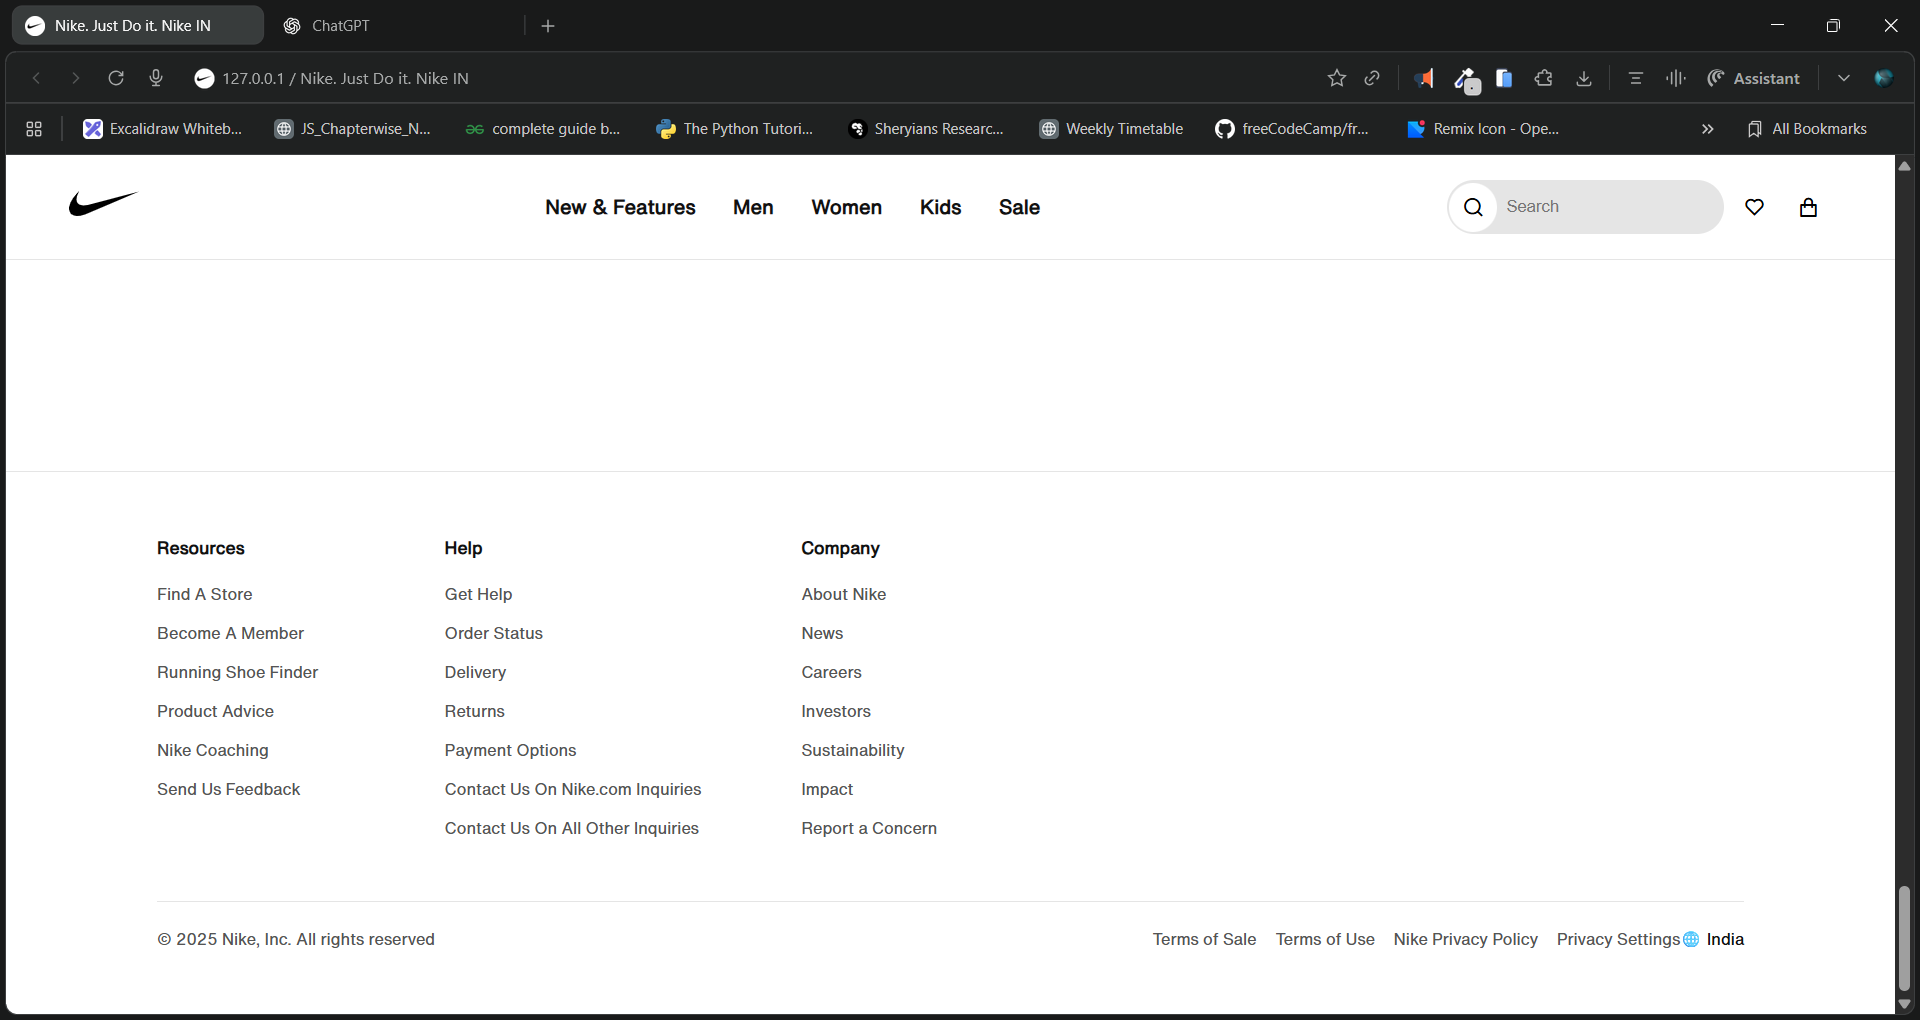 Nike. Just Do it. Nike IN
ChatGPT
127.0.0.1 / Nike. Just Do it. Nike IN
Assistant
Excalidraw Whiteb...
JS_Chapterwise_N...
complete guide b...
The Python Tutori...
Sheryians Researc...
Weekly Timetable
freeCodeCamp/fr...
Remix Icon - Ope...
All Bookmarks
New & Features
Men
Women
Kids
Sale
Search
Resources
Find A Store
Become A Member
Running Shoe Finder
Product Advice
Nike Coaching
Send Us Feedback
Help
Get Help
Order Status
Delivery
Returns
Payment Options
Contact Us On Nike.com Inquiries
Contact Us On All Other Inquiries
Company
About Nike
News
Careers
Investors
Sustainability
Impact
Report a Concern
© 2025 Nike, Inc. All rights reserved
Terms of Sale
Terms of Use
Nike Privacy Policy
Privacy Settings
India